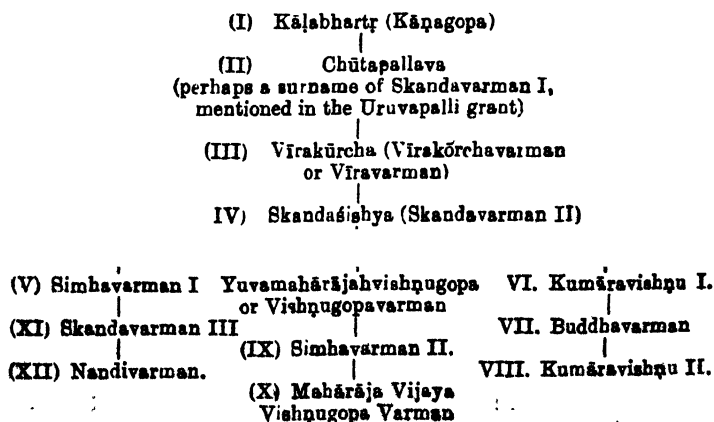 (I) Kāḷabhartṛ (Kāṇagopa)
(II) Chūtapallava
(perhaps a surname of Skandavarman I,
mentioned in the Uruvapalli grant)
(III) Vīrakūrcha (Vīrakŏrchavarman
or Vīravarman)
IV) Skandaśishya (Skandavarman II)
(V) Simhavarman I Yuvamahārājahvishṇugopa VI. Kumāravishṇu I.
or Vishṇugopavarman
(XI) Skandavarman III VII. Buddhavarman
(IX) Simhavarman II.
(XII) Nandivarman. VIII. Kumāravishṇu II.
(X) Mahārāja Vijaya
Vishṇugopa Varman